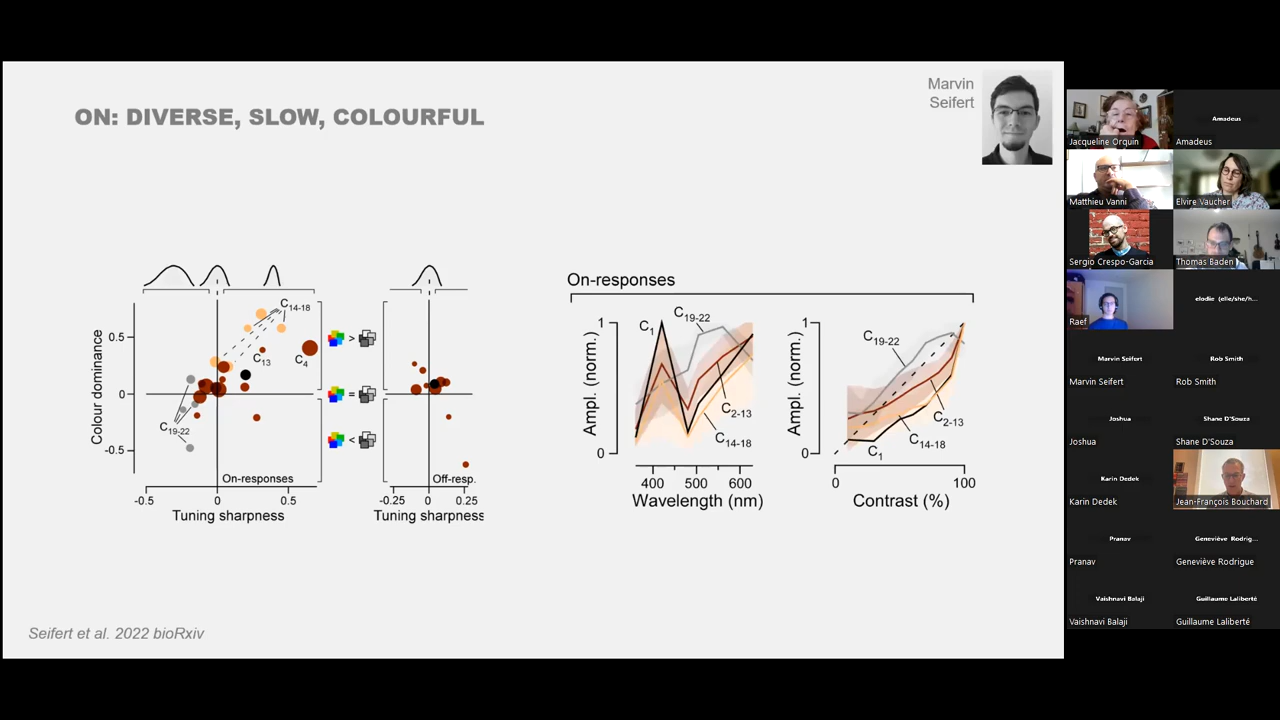 ON: DIVERSE, SLOW, COLOURFUL
Marvin
Seifert
Colour dominance
0.5
0
-0.5
C14-18
C13
C4
C19-22
On-responses
-0.5
0
0.5
Tuning sharpness
>
=
<
Off-resp.
-0.25
0
0.25
Tuning sharpness
On-responses
Ampl. (norm.)
1
0
C1
C19-22
C2-13
C14-18
400
500
600
Wavelength (nm)
Ampl. (norm.)
1
0
C19-22
C2-13
C14-18
C1
0
100
Contrast (%)
Seifert et al. 2022 bioRxiv
Jacqueline Orquin
Amadeus
Amadeus
Matthieu Vanni
Elvire Vaucher
Sergio Crespo-Garcia
Thomas Baden
Raef
elodie (elle/she/h...
Marvin Seifert
Marvin Seifert
Rob Smith
Rob Smith
Joshua
Joshua
Shane D'Souza
Shane D'Souza
Karin Dedek
Karin Dedek
Jean-François Bouchard
Pranav
Pranav
Geneviève Rodrig...
Geneviève Rodrigue
Vaishnavi Balaji
Vaishnavi Balaji
Guillaume Laliberté
Guillaume Laliberté